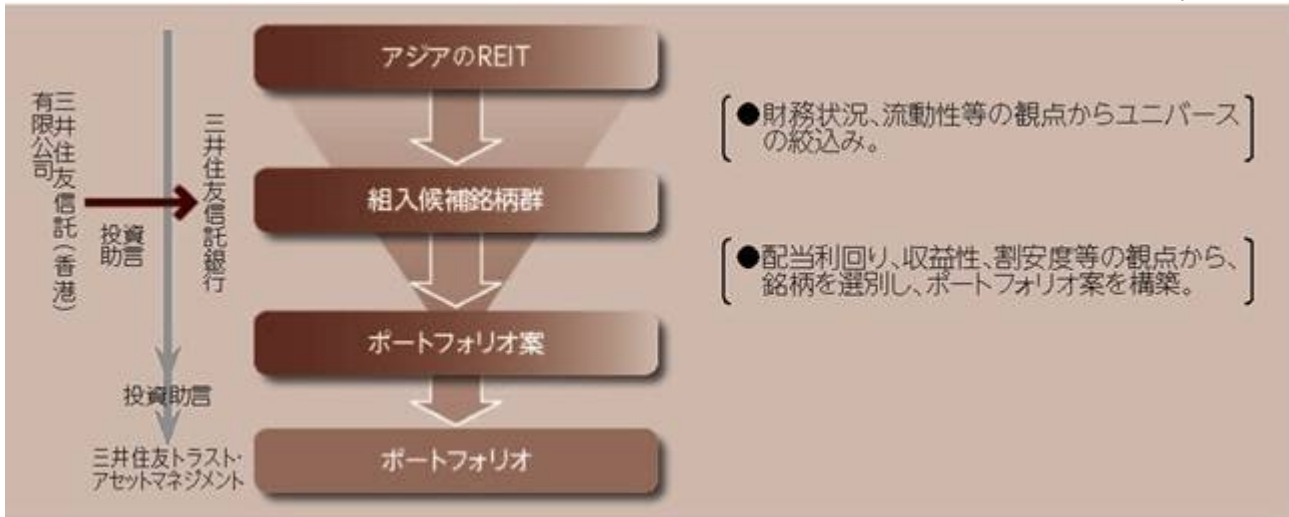 アジアのREIT
組入候補銘柄群
ポートフォリオ案
ポートフォリオ
三井住友信託(香港)
有限公司
投資
助言
三井住友信託銀行
投資助言
三井住友トラスト・
アセットマネジメント
●財務状況、流動性等の観点からユニバース
の絞込み。
●配当利回り、収益性、割安度等の観点から、
銘柄を選別し、ポートフォリオ案を構築。